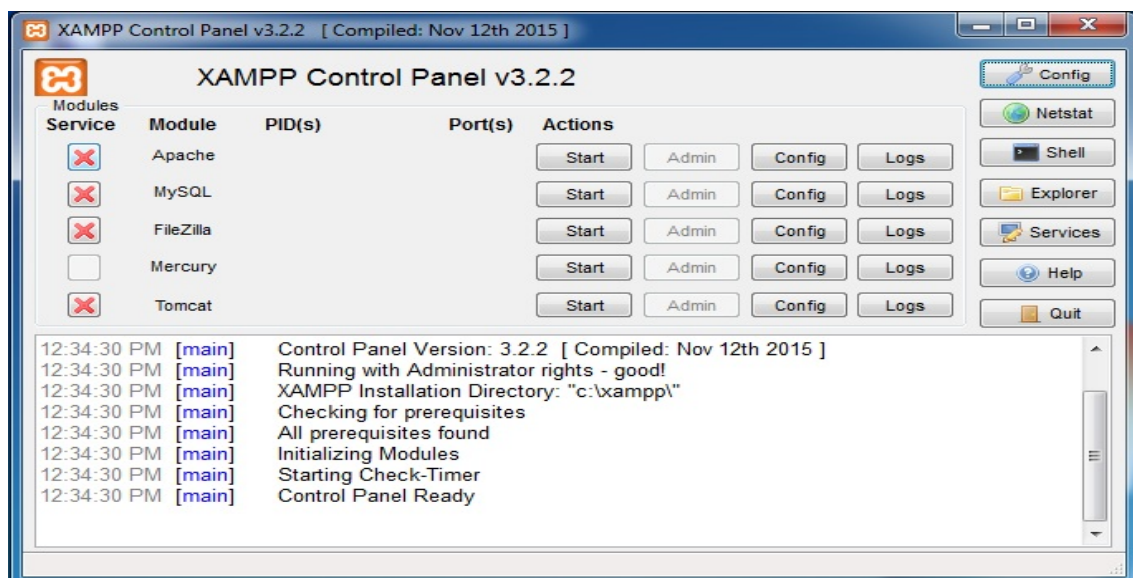 XAMPP Control Panel v3.2.2 [ Compiled: Nov 12th 2015 ]
XAMPP Control Panel v3.2.2
Config
Modules
Netstat
Service Module PID(s) Port(s) Actions
Apache Start Admin Config Logs
Shell
MySQL Start Admin Config Logs
Explorer
FileZilla Start Admin Config Logs
Services
Mercury Start Admin Config Logs
Help
Tomcat Start Admin Config Logs
Quit
12:34:30 PM [main] Control Panel Version: 3.2.2 [ Compiled: Nov 12th 2015 ]
12:34:30 PM [main] Running with Administrator rights - good!
12:34:30 PM [main] XAMPP Installation Directory: "c:\xampp\"
12:34:30 PM [main] Checking for prerequisites
12:34:30 PM [main] All prerequisites found
12:34:30 PM [main] Initializing Modules
12:34:30 PM [main] Starting Check-Timer
12:34:30 PM [main] Control Panel Ready